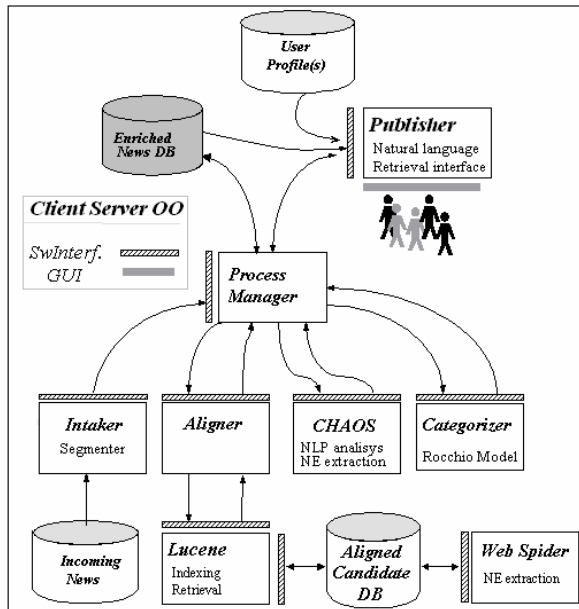 User
Profile(s)
Enriched
News DB
Publisher
Natural language
Retrieval interface
Client Server OO
SwInterf.
GUI
Process
Manager
Intaker
Segmenter
Aligner
CHAOS
NLP analisys
NE extraction
Categorizer
Rocchio Model
Incoming
News
Lucene
Indexing
Retrieval
Aligned
Candidate
DB
Web Spider
NE extraction